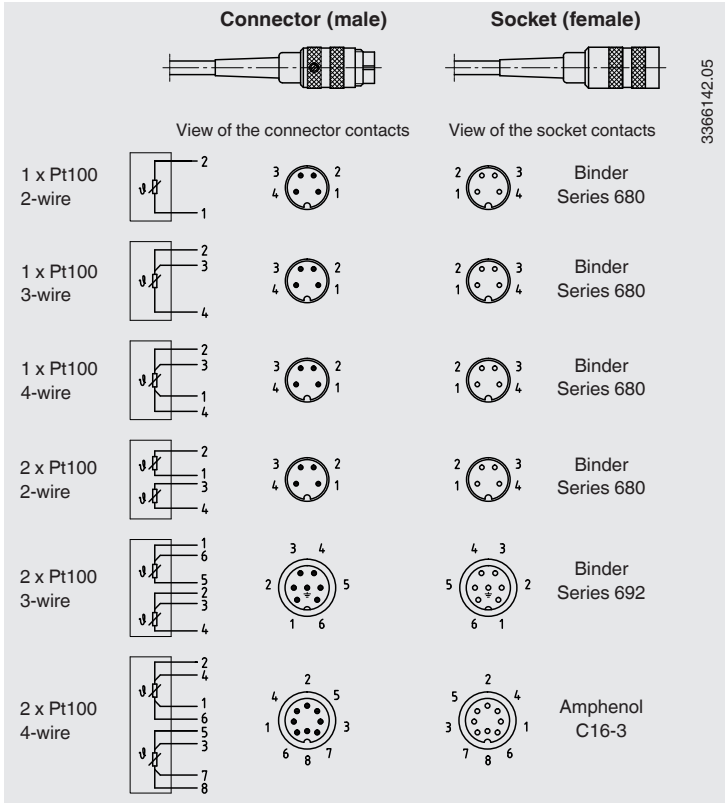 Connector (male)
Socket (female)
3366142.05
View of the connector contacts
View of the socket contacts
1 x Pt100
2-wire
2
1
3 2
4 1
2 3
1 4
Binder
Series 680
1 x Pt100
3-wire
2
3
4
3 2
4 1
2 3
1 4
Binder
Series 680
1 x Pt100
4-wire
2
3
1
4
3 2
4 1
2 3
1 4
Binder
Series 680
2 x Pt100
2-wire
2
1
3
4
3 2
4 1
2 3
1 4
Binder
Series 680
2 x Pt100
3-wire
1
6
5
2
3
4
3 4
2 5
1 6
4 3
5 2
6 1
Binder
Series 692
2 x Pt100
4-wire
2
4
1
6
5
3
7
8
2
4 5
1 3
6 7
8
2
5 4
3 1
7 6
8
Amphenol
C16-3